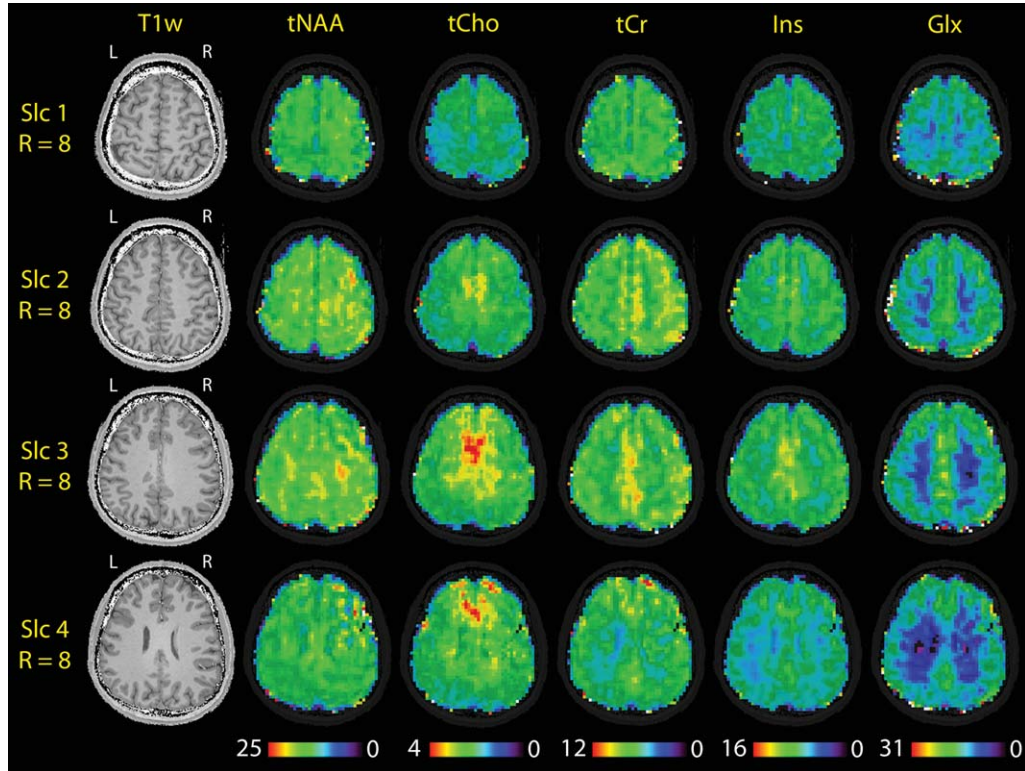 T1w tNAA tCho tCr Ins Glx
L R
Slc 1
R = 8
L R
Slc 2
R = 8
L R
Slc 3
R = 8
L R
Slc 4
R = 8
25 0 4 0 12 0 16 0 31 0